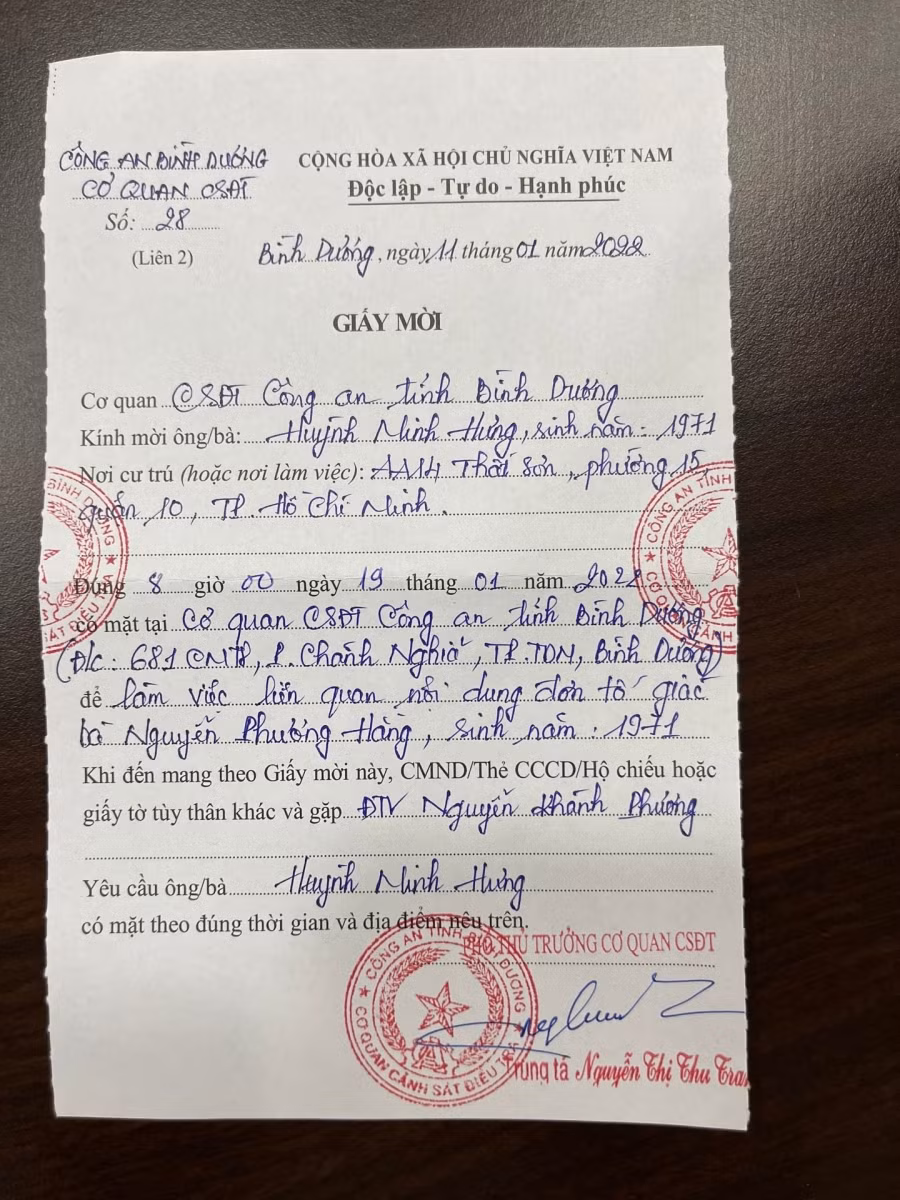 CÔNG AN BÌNH DƯƠNG
CƠ QUAN CSĐT
Số: 28
(Liên 2)
CỘNG HÒA XÃ HỘI CHỦ NGHĨA VIỆT NAM
Độc lập - Tự do - Hạnh phúc
Bình Dương, ngày 11 tháng 01 năm 2022
GIẤY MỜI
Cơ quan CSĐT Công an tỉnh Bình Dương
Kính mời ông/bà: Huỳnh Minh Hưng, sinh năm: 1971
Nơi cư trú (hoặc nơi làm việc): AA14 Thất Sơn, phường 15,
quận 10, TP. Hồ Chí Minh.
Đúng 8 giờ 00 ngày 19 tháng 01 năm 2022
có mặt tại Cơ quan CSĐT Công an tỉnh Bình Dương
(Đ/c: 681 CMT8, P. Chánh Nghĩa, TP. TDM, Bình Dương)
để làm việc liên quan nội dung đơn tố giác
bà Nguyễn Phương Hằng, sinh năm: 1971
Khi đến mang theo Giấy mời này, CMND/Thẻ CCCD/Hộ chiếu hoặc
giấy tờ tùy thân khác và gặp ĐTV Nguyễn Khánh Phương
Yêu cầu ông/bà Huỳnh Minh Hưng
có mặt theo đúng thời gian và địa điểm nêu trên.
PHÓ THỦ TRƯỞNG CƠ QUAN CSĐT
CÔNG AN TỈNH BÌNH DƯƠNG
CƠ QUAN CẢNH SÁT ĐIỀU TRA
Trung tá Nguyễn Thị Thu Tran